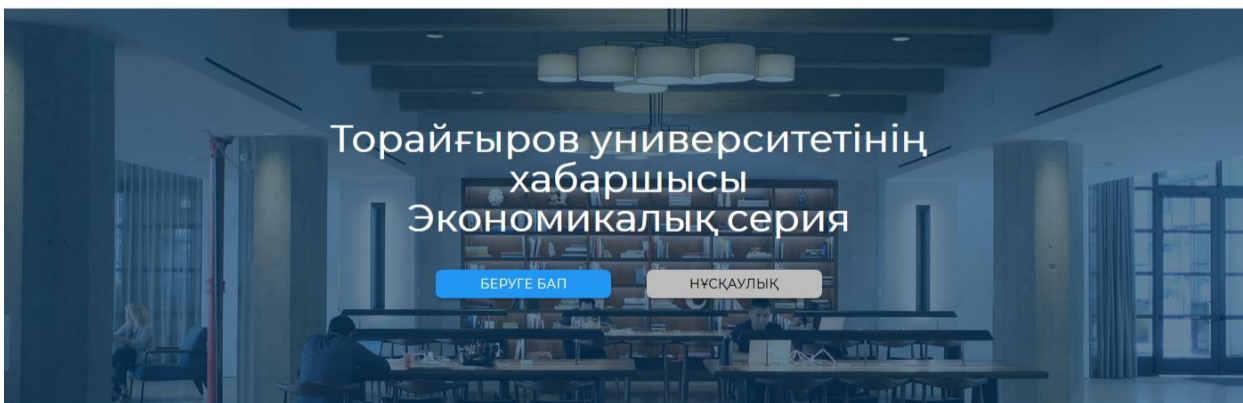 Торайғыров университетінің
хабаршысы
Экономикалық серия
БЕРУГЕ БАП
НҰСҚАУЛЫҚ